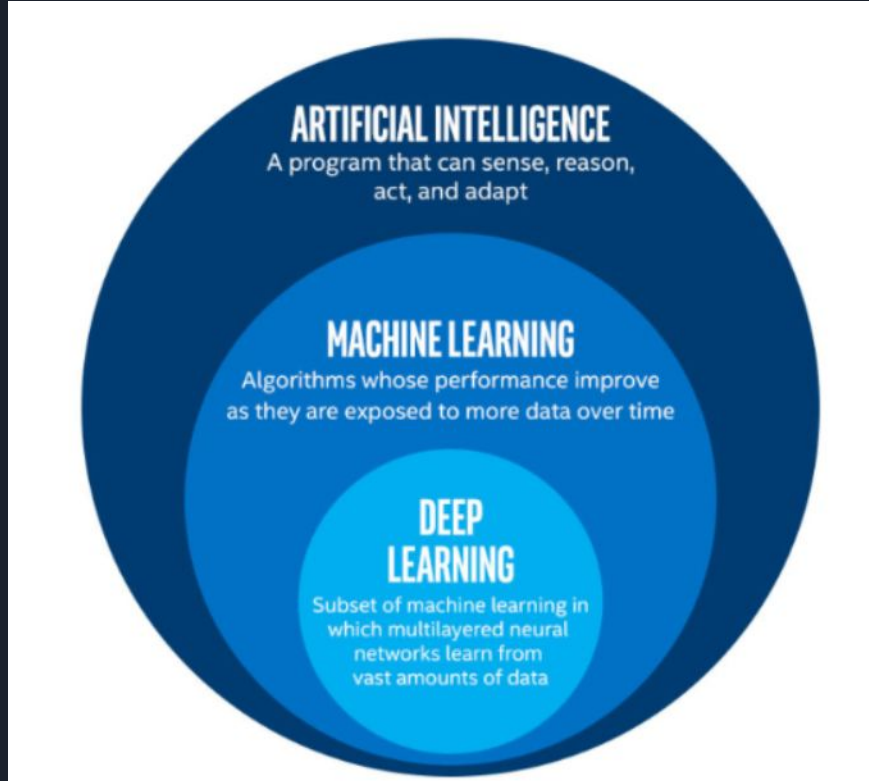 ARTIFICIAL INTELLIGENCE
A program that can sense, reason,
act, and adapt
MACHINE LEARNING
Algorithms whose performance improve
as they are exposed to more data over time
DEEP
LEARNING
Subset of machine learning in
which multilayered neural
networks learn from
vast amounts of data